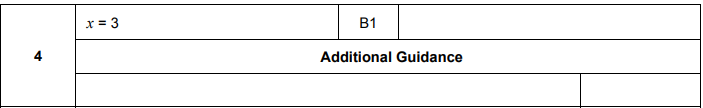 x = 3 B1
4
Additional Guidance